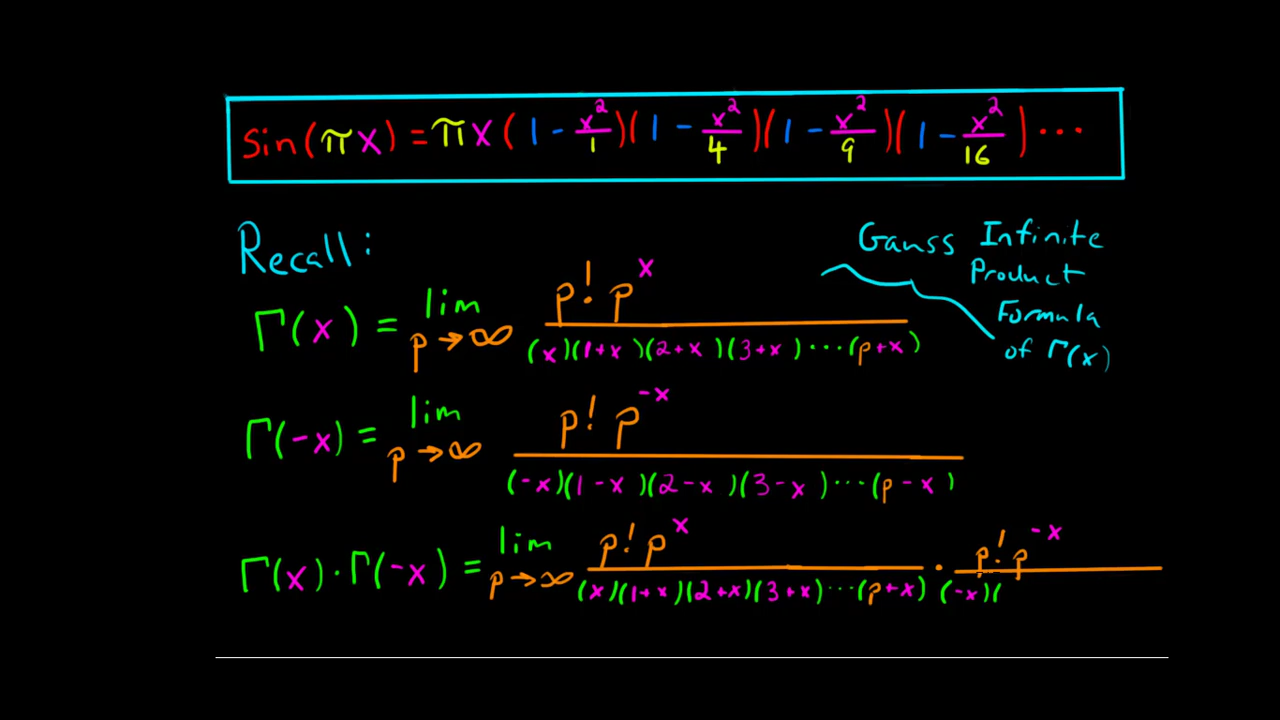 sin(πx) = πx(1 - x²/1)(1 - x²/4)(1 - x²/9)(1 - x²/16)···
Recall:
Gauss Infinite
Product
Formula
of Γ(x)
Γ(x) = lim p→∞ p! p^x / (x)(1+x)(2+x)(3+x)···(p+x)
Γ(-x) = lim p→∞ p! p^-x / (-x)(1-x)(2-x)(3-x)···(p-x)
Γ(x)·Γ(-x) = lim p→∞ p! p^x / (x)(1+x)(2+x)(3+x)···(p+x) · p! p^-x / (-x)(